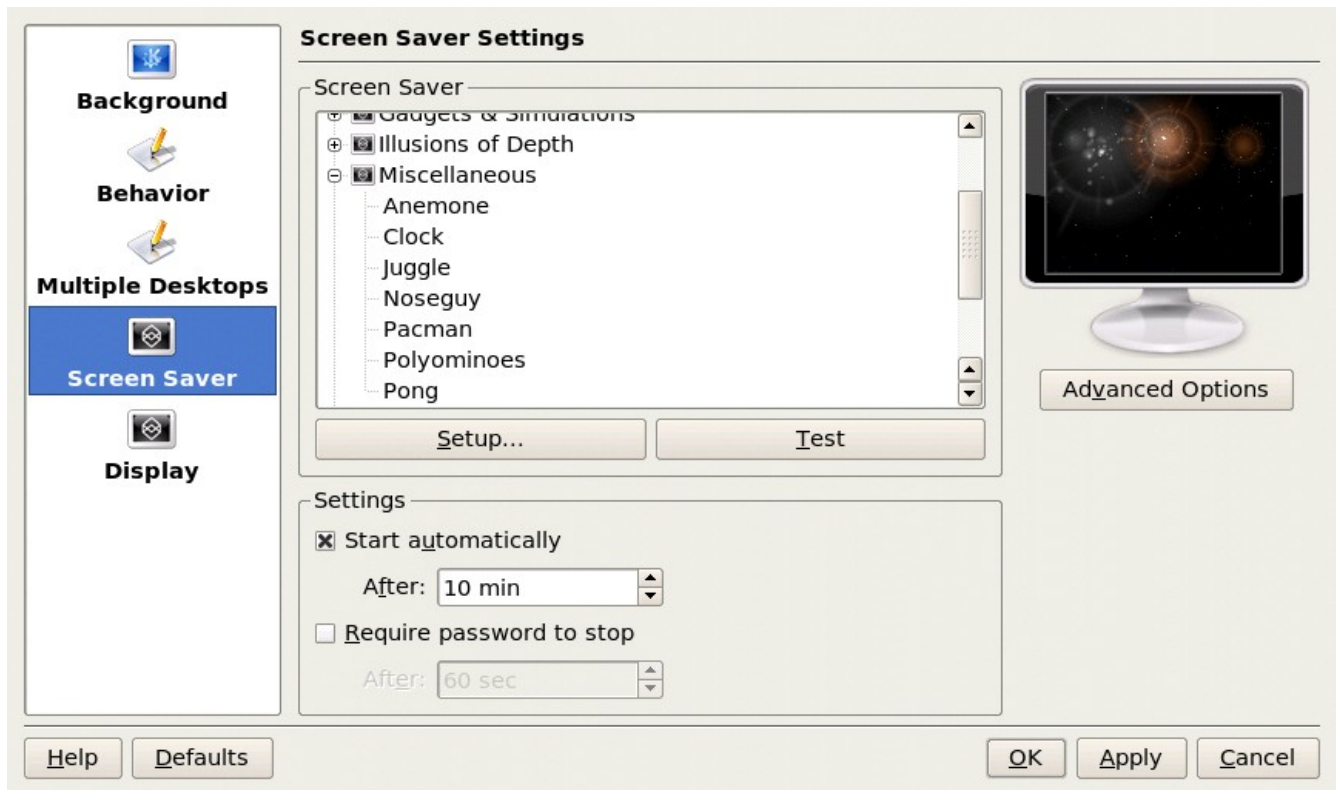 Background
Behavior
Multiple Desktops
Screen Saver
Display
Screen Saver Settings
Screen Saver
Gadgets & Simulations
Illusions of Depth
Miscellaneous
Anemone
Clock
Juggle
Noseguy
Pacman
Polyominoes
Pong
Setup...
Test
Advanced Options
Settings
Start automatically
After: 10 min
Require password to stop
After: 60 sec
Help
Defaults
OK
Apply
Cancel